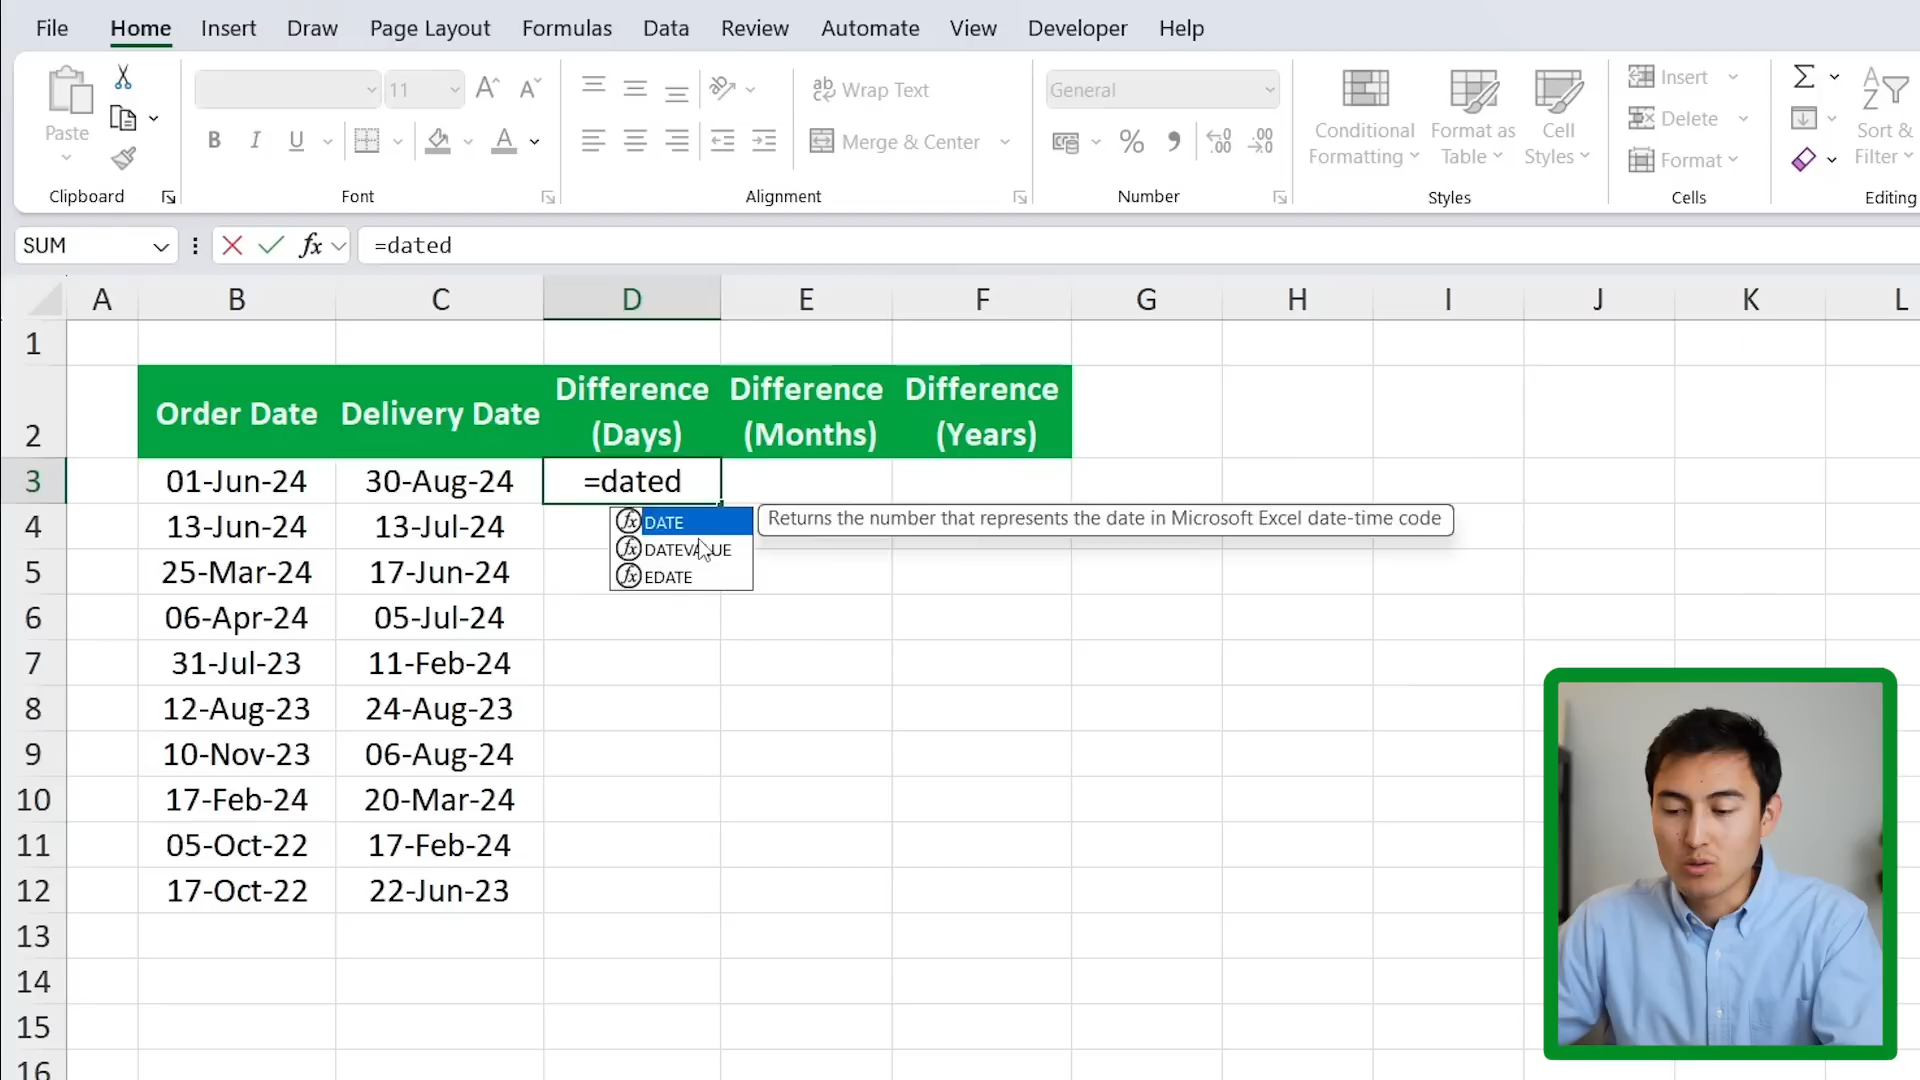 File Home Insert Draw Page Layout Formulas Data Review Automate View Developer Help
Paste
Clipboard
11
B I U
A
Font
ab Wrap Text
Merge & Center
Alignment
General
%
Number
Conditional Formatting
Format as Table
Cell Styles
Styles
Insert
Delete
Format
Cells
Sort & Filter
Editing
SUM
fx
=dated
A B C D E F G H I J K L
1
2 Order Date Delivery Date Difference (Days) Difference (Months) Difference (Years)
3 01-Jun-24 30-Aug-24 =dated
DATE Returns the number that represents the date in Microsoft Excel date-time code
DATEVALUE
EDATE
4 13-Jun-24 13-Jul-24
5 25-Mar-24 17-Jun-24
6 06-Apr-24 05-Jul-24
7 31-Jul-23 11-Feb-24
8 12-Aug-23 24-Aug-23
9 10-Nov-23 06-Aug-24
10 17-Feb-24 20-Mar-24
11 05-Oct-22 17-Feb-24
12 17-Oct-22 22-Jun-23
13
14
15
16